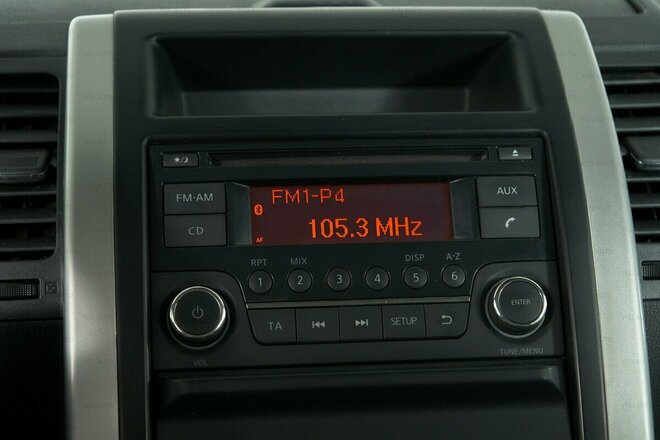 FM·AM
CD
FM1-P4
105.3 MHz
AF
AUX
RPT
MIX
DISP
A-Z
1
2
3
4
5
6
TA
SETUP
VOL
ENTER
TUNE/MENU